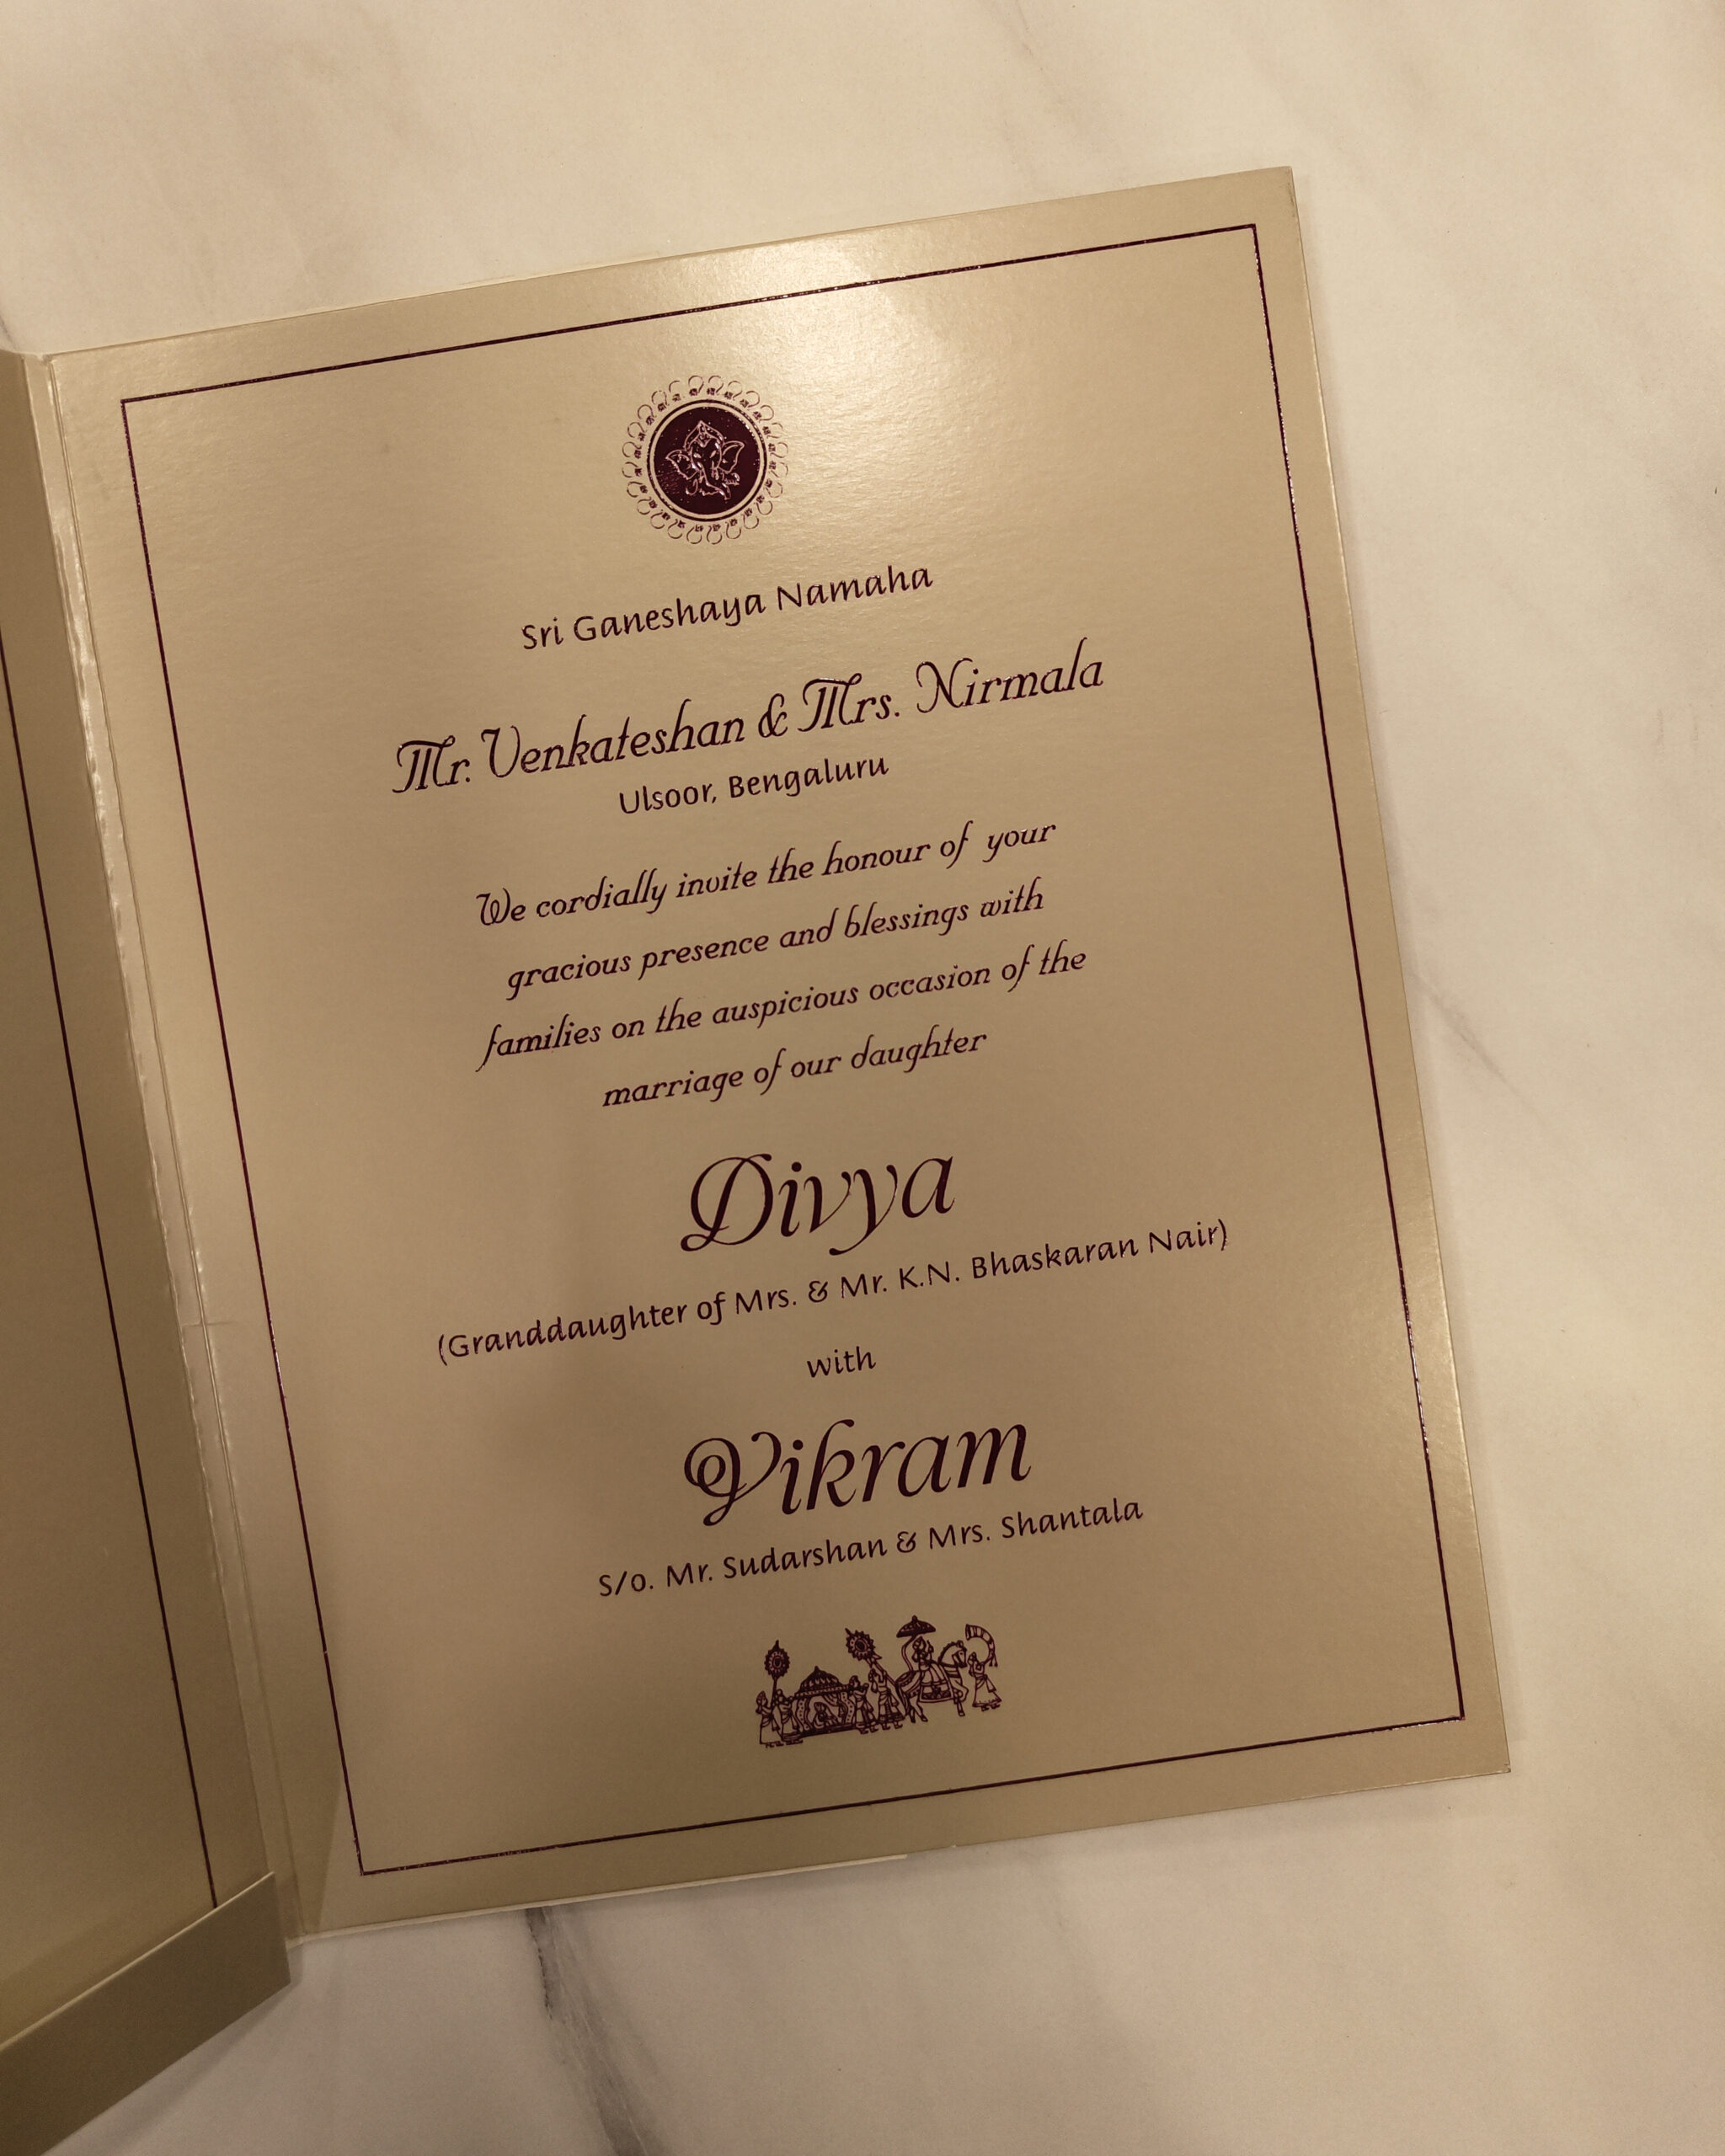 Sri Ganeshaya Namaha
Mr. Venkateshan & Mrs. Nirmala
Ulsoor, Bengaluru
We cordially invite the honour of your
gracious presence and blessings with
families on the auspicious occasion of the
marriage of our daughter
Divya
(Granddaughter of Mrs. & Mr. K.N. Bhaskaran Nair)
with
Vikram
S/o. Mr. Sudarshan & Mrs. Shantala